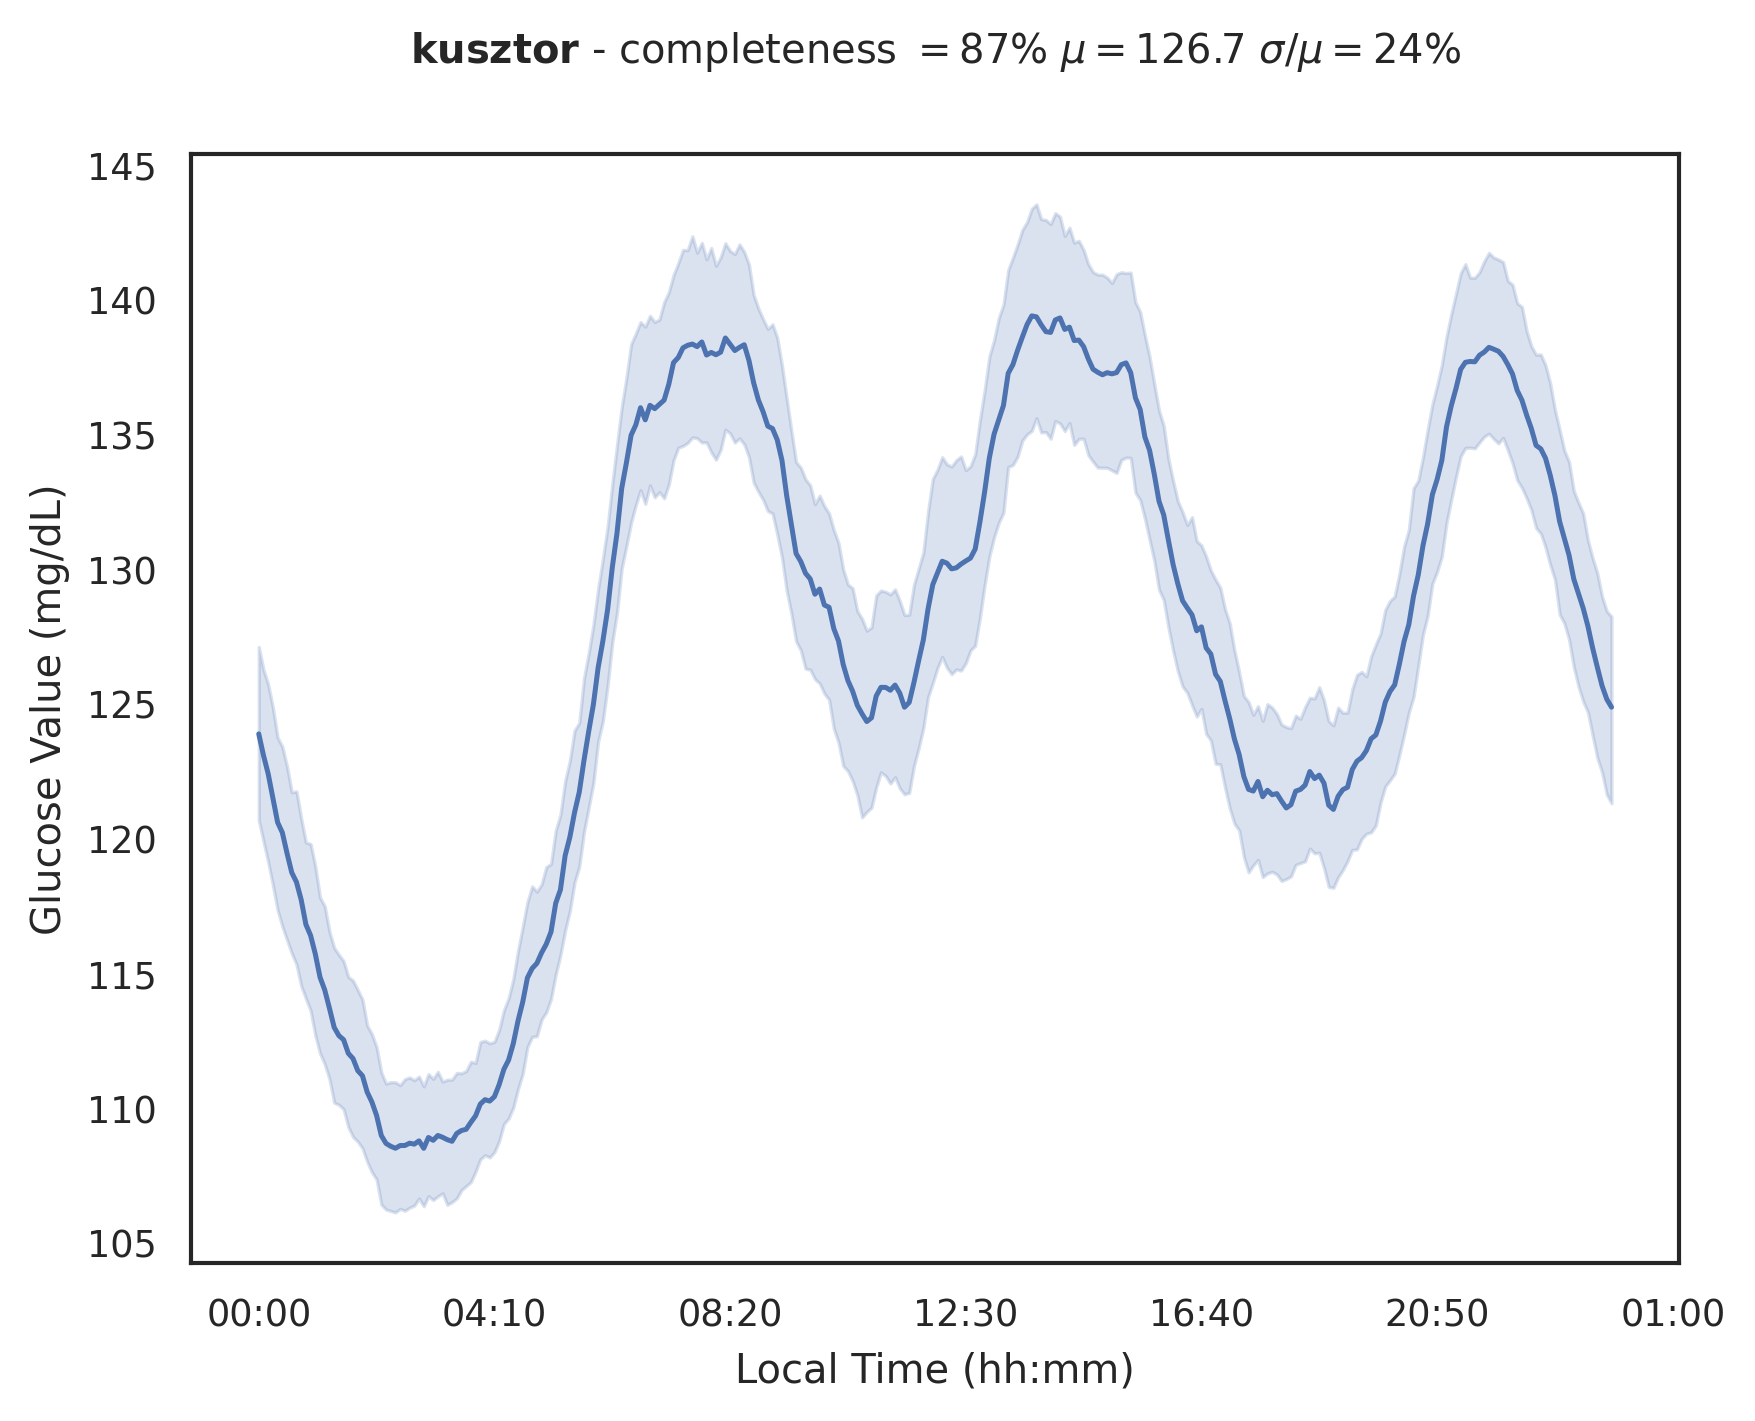 kusztor - completeness = 87% μ = 126.7 σ/μ = 24%
145
140
135
130
125
120
115
110
105
Glucose Value (mg/dL)
00:00 04:10 08:20 12:30 16:40 20:50 01:00
Local Time (hh:mm)